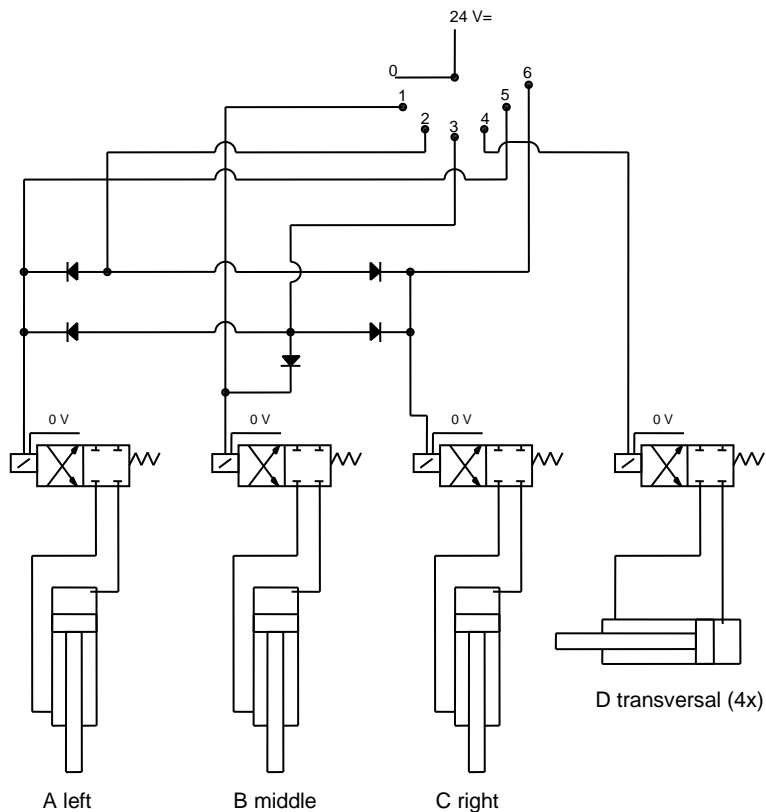 24 V=
0
6
1
5
2
3
4
0 V
0 V
0 V
0 V
D transversal (4x)
A left
B middle
C right